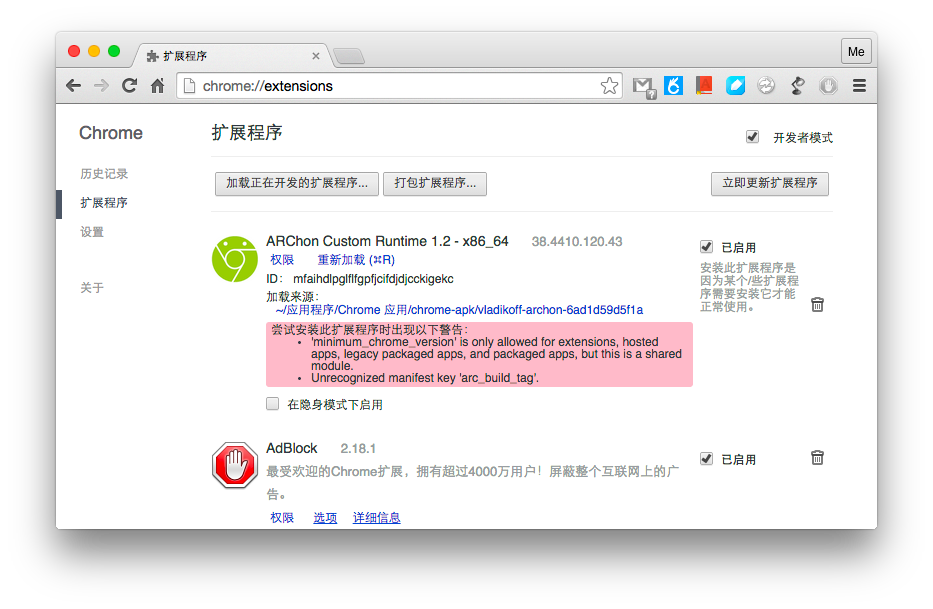 扩展程序
Me
chrome://extensions
Chrome
扩展程序
开发者模式
历史记录
扩展程序
设置
关于
加载正在开发的扩展程序...
打包扩展程序...
立即更新扩展程序
ARChon Custom Runtime 1.2 - x86_64 38.4410.120.43
已启用
权限 重新加载 (⌘R)
安装此扩展程序是
因为某个/些扩展程
序需要安装它才能
正常使用。
ID： mfaihdlpglflfgpfjcifdjdjcckigekc
加载来源：
~/应用程序/Chrome 应用/chrome-apk/vladikoff-archon-6ad1d59d5f1a
尝试安装此扩展程序时出现以下警告：
• 'minimum_chrome_version' is only allowed for extensions, hosted
apps, legacy packaged apps, and packaged apps, but this is a shared
module.
• Unrecognized manifest key 'arc_build_tag'.
在隐身模式下启用
AdBlock 2.18.1
已启用
最受欢迎的Chrome扩展，拥有超过4000万用户！屏蔽整个互联网上的广
告。
权限 选项 详细信息